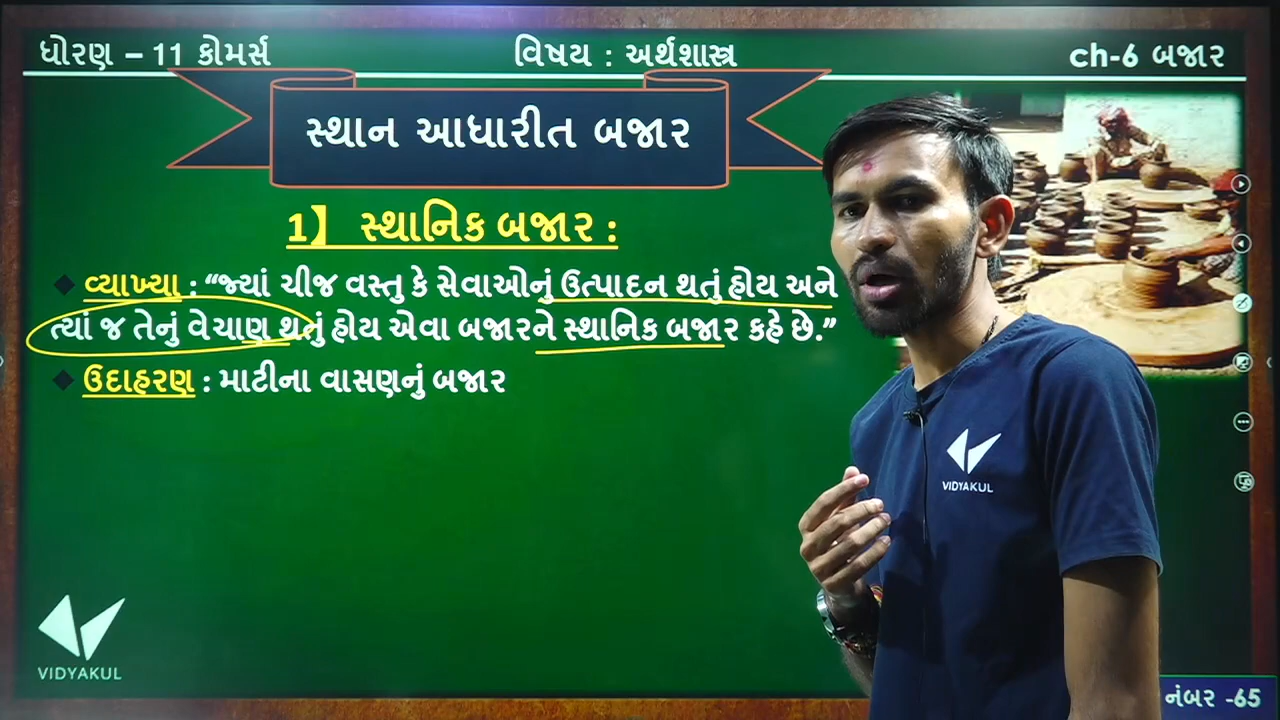 ધોરણ – 11 કોમર્સ
વિષય : અર્થશાસ્ત્ર
ch-6 બજાર
સ્થાન આધારીત બજાર
1】 સ્થાનિક બજાર :
વ્યાખ્યા : “જ્યાં ચીજ વસ્તુ કે સેવાઓનું ઉત્પાદન થતું હોય અને
ત્યાં જ તેનું વેચાણ થતું હોય એવા બજારને સ્થાનિક બજાર કહે છે.”
ઉદાહરણ : માટીના વાસણનું બજાર
VIDYAKUL
VIDYAKUL
નંબર -65